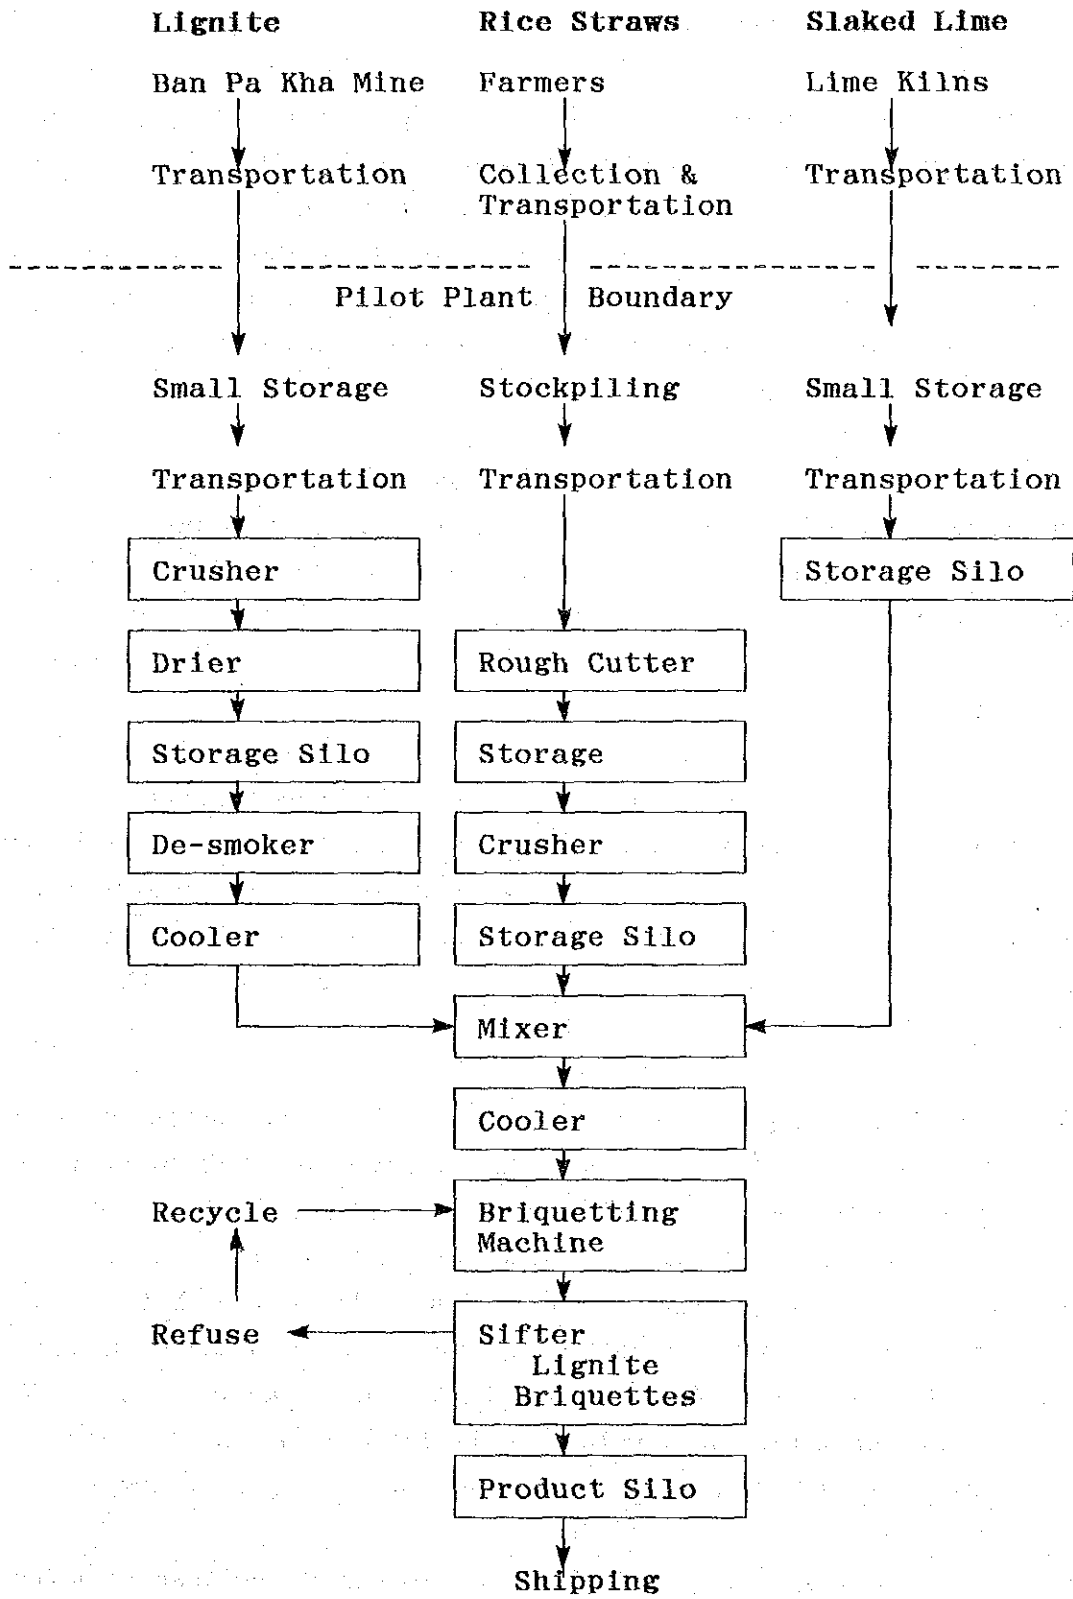 Lignite Rice Straws Slaked Lime
Ban Pa Kha Mine Farmers Lime Kilns
Transportation Collection & Transportation
Transportation
Pilot Plant Boundary
Small Storage Stockpiling Small Storage
Transportation Transportation Transportation
Crusher Storage Silo
Drier Rough Cutter
Storage Silo Storage
De-smoker Crusher
Cooler Storage Silo
Mixer
Cooler
Recycle Briquetting
Machine
Refuse Sifter
Lignite
Briquettes
Product Silo
Shipping